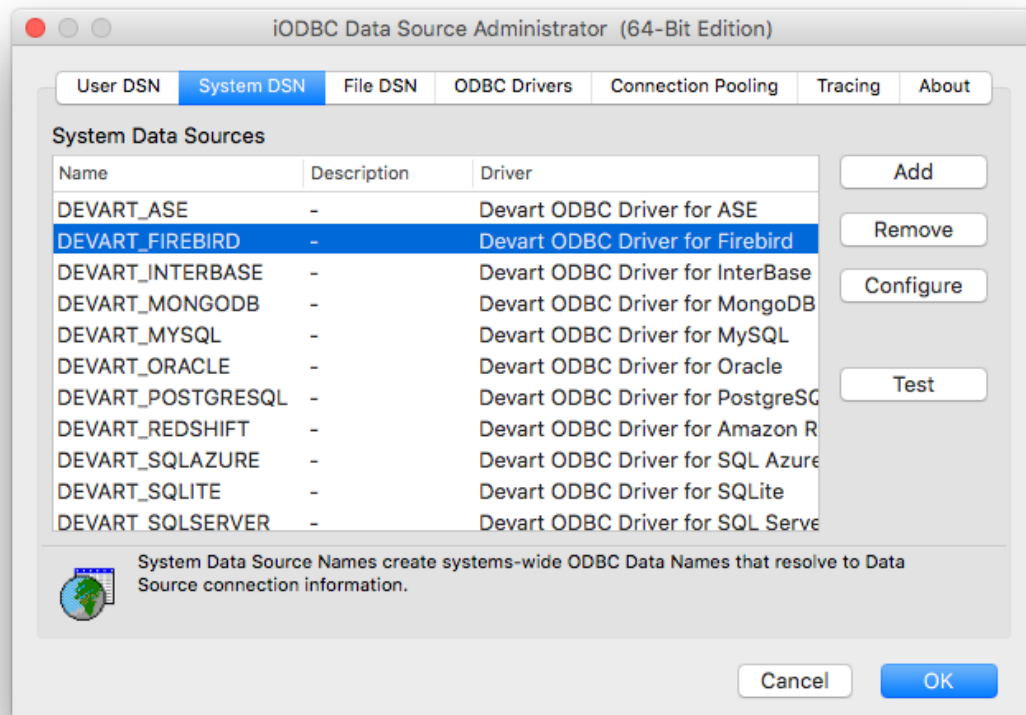 iODBC Data Source Administrator (64-Bit Edition)
User DSN System DSN File DSN ODBC Drivers Connection Pooling Tracing About
System Data Sources
Name Description Driver
DEVART_ASE - Devart ODBC Driver for ASE
DEVART_FIREBIRD - Devart ODBC Driver for Firebird
DEVART_INTERBASE - Devart ODBC Driver for InterBase
DEVART_MONGODB - Devart ODBC Driver for MongoDB
DEVART_MYSQL - Devart ODBC Driver for MySQL
DEVART_ORACLE - Devart ODBC Driver for Oracle
DEVART_POSTGRESQL - Devart ODBC Driver for PostgreSQ
DEVART_REDSHIFT - Devart ODBC Driver for Amazon R
DEVART_SQLAZURE - Devart ODBC Driver for SQL Azure
DEVART_SQLITE - Devart ODBC Driver for SQLite
DEVART_SQLSERVER - Devart ODBC Driver for SQL Serve
Add
Remove
Configure
Test
System Data Source Names create systems-wide ODBC Data Names that resolve to Data
Source connection information.
Cancel OK